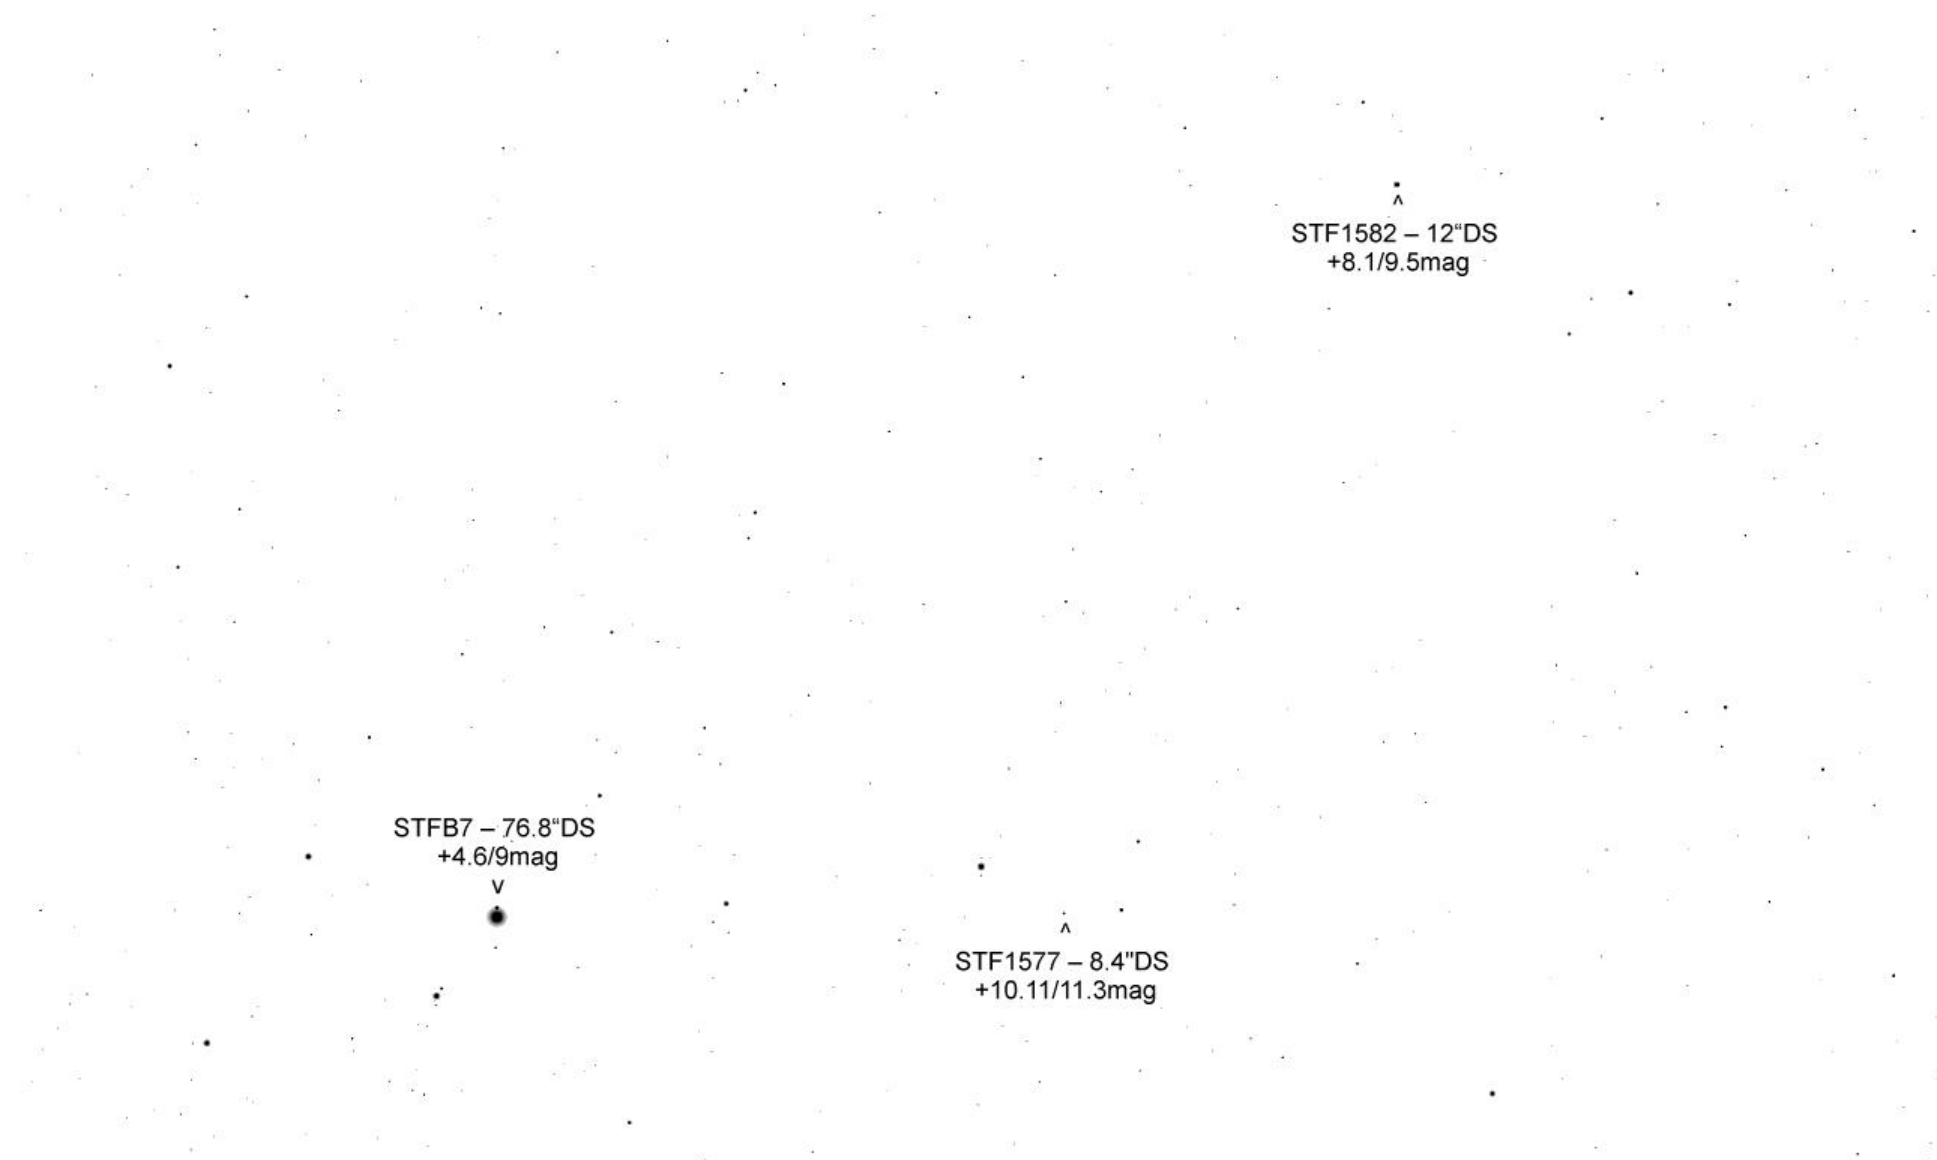 STF1582 – 12“DS
+8.1/9.5mag
STFB7 – 76.8“DS
+4.6/9mag
STF1577 – 8.4"DS
+10.11/11.3mag